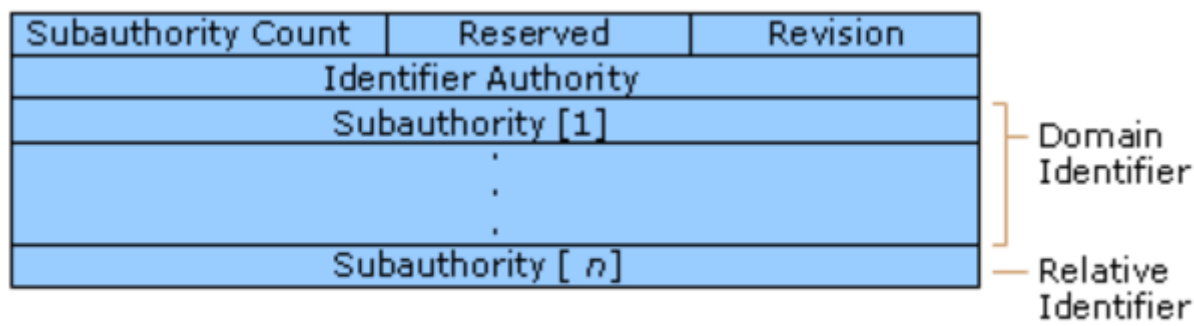 Subauthority Count Reserved Revision
Identifier Authority
Subauthority [1]
Domain
Identifier
.
.
.
Subauthority [ n]
Relative
Identifier